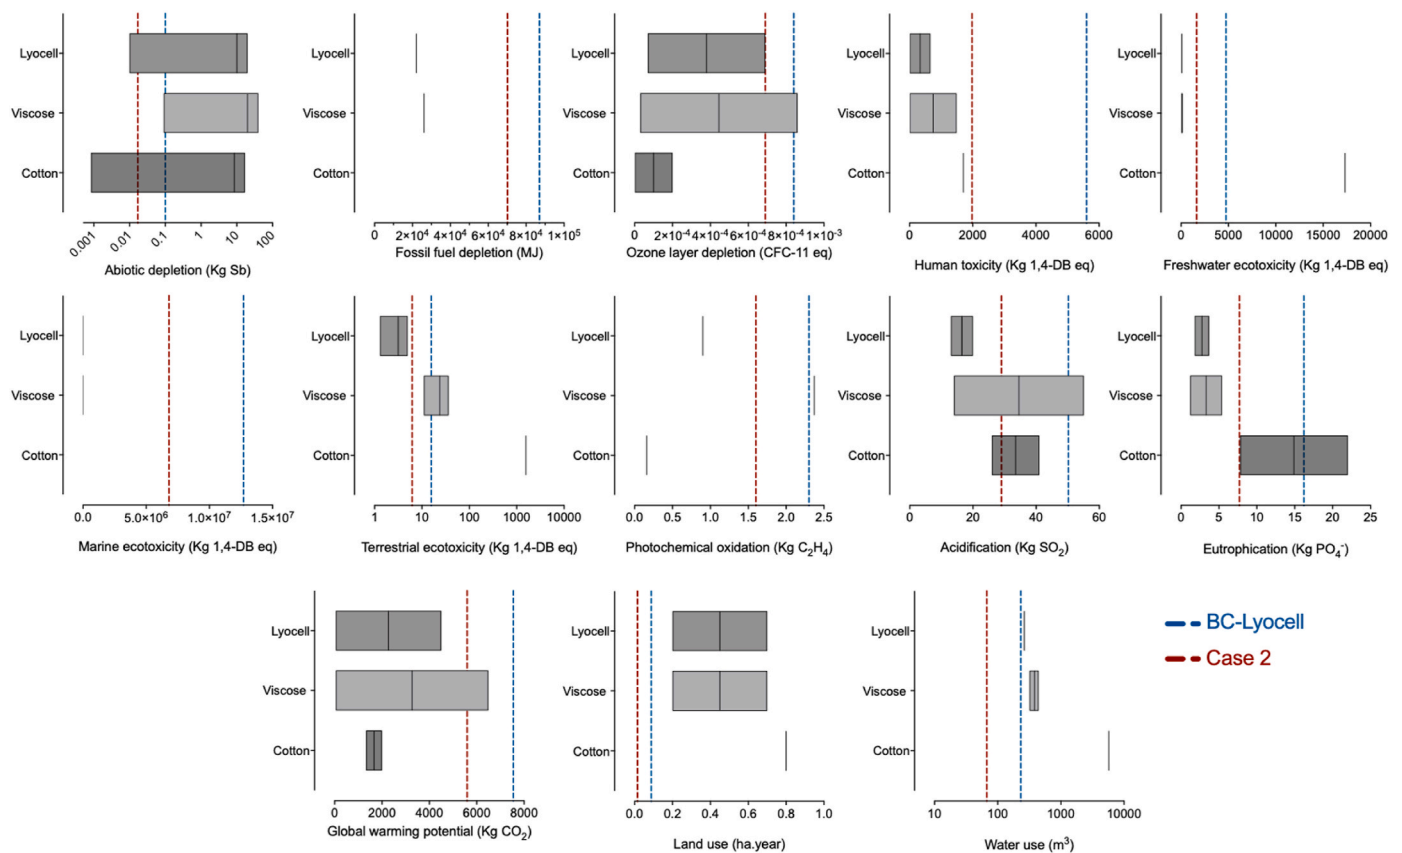 Lyocell
Viscose
Cotton
0.001 0.01 0.1 1 10 100
Abiotic depletion (Kg Sb)
Lyocell
Viscose
Cotton
0 2×10⁴ 4×10⁴ 6×10⁴ 8×10⁴ 1×10⁵
Fossil fuel depletion (MJ)
Lyocell
Viscose
Cotton
0 2×10⁻⁴ 4×10⁻⁴ 6×10⁻⁴ 8×10⁻⁴ 1×10⁻³
Ozone layer depletion (CFC-11 eq)
Lyocell
Viscose
Cotton
0 2000 4000 6000
Human toxicity (Kg 1,4-DB eq)
Lyocell
Viscose
Cotton
0 5000 10000 15000 20000
Freshwater ecotoxicity (Kg 1,4-DB eq)
Lyocell
Viscose
Cotton
0.0 5.0×10⁶ 1.0×10⁷ 1.5×10⁷
Marine ecotoxicity (Kg 1,4-DB eq)
Lyocell
Viscose
Cotton
1 10 100 1000 10000
Terrestrial ecotoxicity (Kg 1,4-DB eq)
Lyocell
Viscose
Cotton
0.0 0.5 1.0 1.5 2.0 2.5
Photochemical oxidation (Kg C₂H₄)
Lyocell
Viscose
Cotton
0 20 40 60
Acidification (Kg SO₂)
Lyocell
Viscose
Cotton
0 5 10 15 20 25
Eutrophication (Kg PO₄⁻)
Lyocell
Viscose
Cotton
0 2000 4000 6000 8000
Global warming potential (Kg CO₂)
Lyocell
Viscose
Cotton
0.0 0.2 0.4 0.6 0.8 1.0
Land use (ha.year)
Lyocell
Viscose
Cotton
10 100 1000 10000
Water use (m³)
BC-Lyocell
Case 2